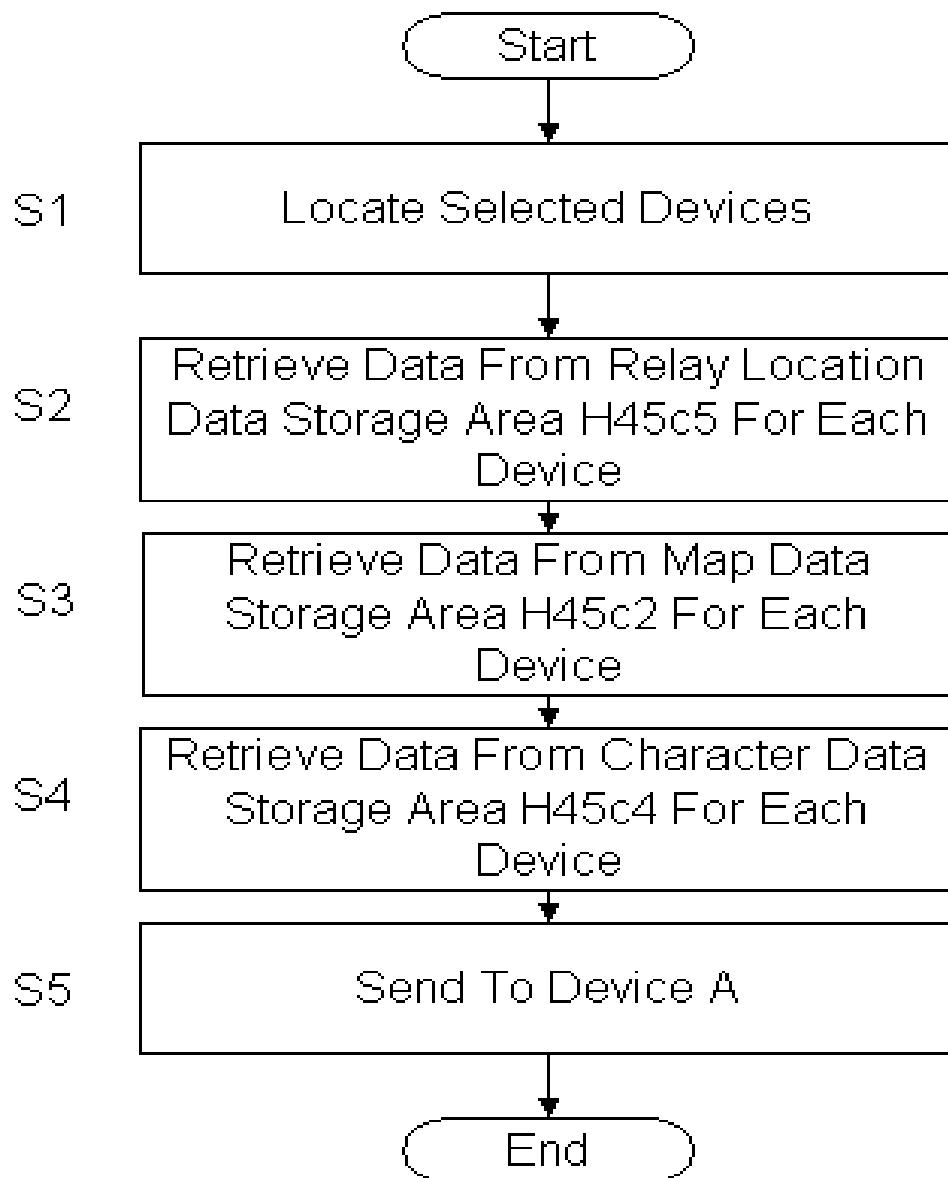 Start
S1
Locate Selected Devices
S2
Retrieve Data From Relay Location
Data Storage Area H45c5 For Each
Device
S3
Retrieve Data From Map Data
Storage Area H45c2 For Each
Device
S4
Retrieve Data From Character Data
Storage Area H45c4 For Each
Device
S5
Send To Device A
End